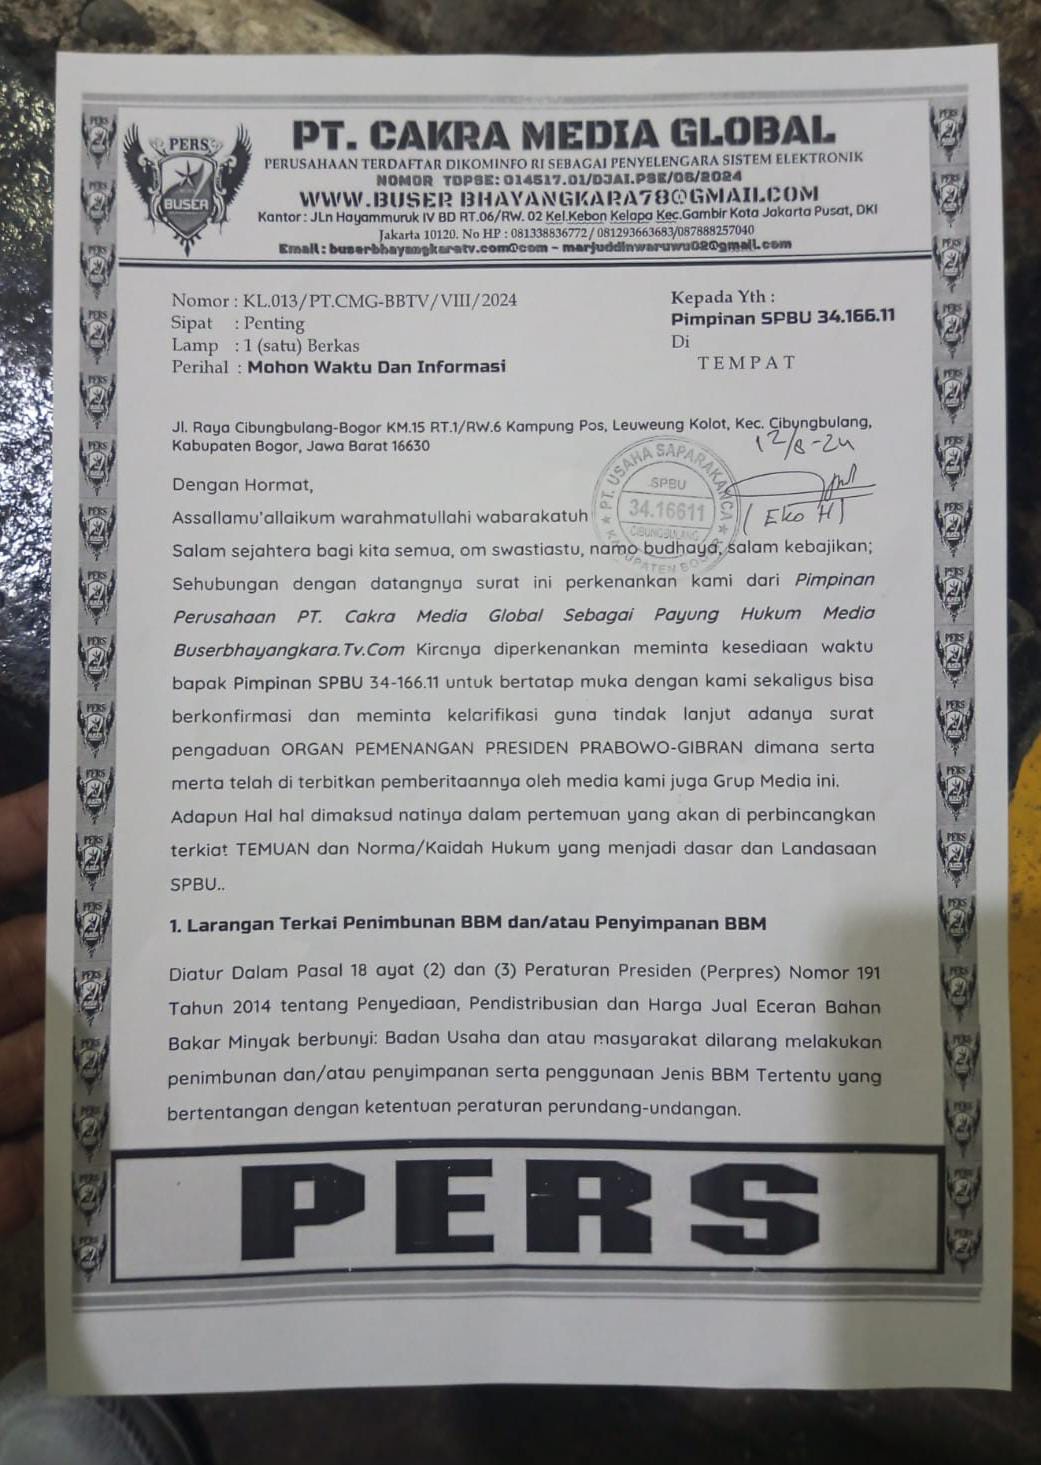 PERS
BUSER
PT. CAKRA MEDIA GLOBAL
PERUSAHAAN TERDAFTAR DIKOMINFO RI SEBAGAI PENYELENGARA SISTEM ELEKTRONIK
NOMOR TDPSE: 014517.01/DJAI.PSE/08/2024
WWW.BUSER BHAYANGKARA78@GMAIL.COM
Kantor : JLn Hayammuruk IV BD RT.06/RW. 02 Kel.Kebon Kelapa Kec.Gambir Kota Jakarta Pusat, DKI
Jakarta 10120. No HP : 081338836772 / 081293663683/087888257040
Email : buserbhayangkaratv.com@com - marjuddinwaruwu02@gmail.com
Nomor : KL.013/PT.CMG-BBTV/VIII/2024
Sipat : Penting
Lamp : 1 (satu) Berkas
Perihal : Mohon Waktu Dan Informasi
Kepada Yth :
Pimpinan SPBU 34.166.11
Di
TEMPAT
Jl. Raya Cibungbulang-Bogor KM.15 RT.1/RW.6 Kampung Pos, Leuweung Kolot, Kec. Cibungbulang,
Kabupaten Bogor, Jawa Barat 16630
12/8-24
PT. USAHA SAPARAKANCA
SPBU
34.16611
CIBUNGBULANG
KABUPATEN BOGOR
(Eko H)
Dengan Hormat,
Assallamu'allaikum warahmatullahi wabarakatuh
Salam sejahtera bagi kita semua, om swastiastu, namo budhaya, salam kebajikan;
Sehubungan dengan datangnya surat ini perkenankan kami dari Pimpinan
Perusahaan PT. Cakra Media Global Sebagai Payung Hukum Media
Buserbhayangkara.Tv.Com Kiranya diperkenankan meminta kesediaan waktu
bapak Pimpinan SPBU 34-166.11 untuk bertatap muka dengan kami sekaligus bisa
berkonfirmasi dan meminta kelarifikasi guna tindak lanjut adanya surat
pengaduan ORGAN PEMENANGAN PRESIDEN PRABOWO-GIBRAN dimana serta
merta telah di terbitkan pemberitaannya oleh media kami juga Grup Media ini.
Adapun Hal hal dimaksud natinya dalam pertemuan yang akan di perbincangkan
terkiat TEMUAN dan Norma/Kaidah Hukum yang menjadi dasar dan Landasaan
SPBU..
1. Larangan Terkai Penimbunan BBM dan/atau Penyimpanan BBM
Diatur Dalam Pasal 18 ayat (2) dan (3) Peraturan Presiden (Perpres) Nomor 191
Tahun 2014 tentang Penyediaan, Pendistribusian dan Harga Jual Eceran Bahan
Bakar Minyak berbunyi: Badan Usaha dan atau masyarakat dilarang melakukan
penimbunan dan/atau penyimpanan serta penggunaan Jenis BBM Tertentu yang
bertentangan dengan ketentuan peraturan perundang-undangan.
PERS